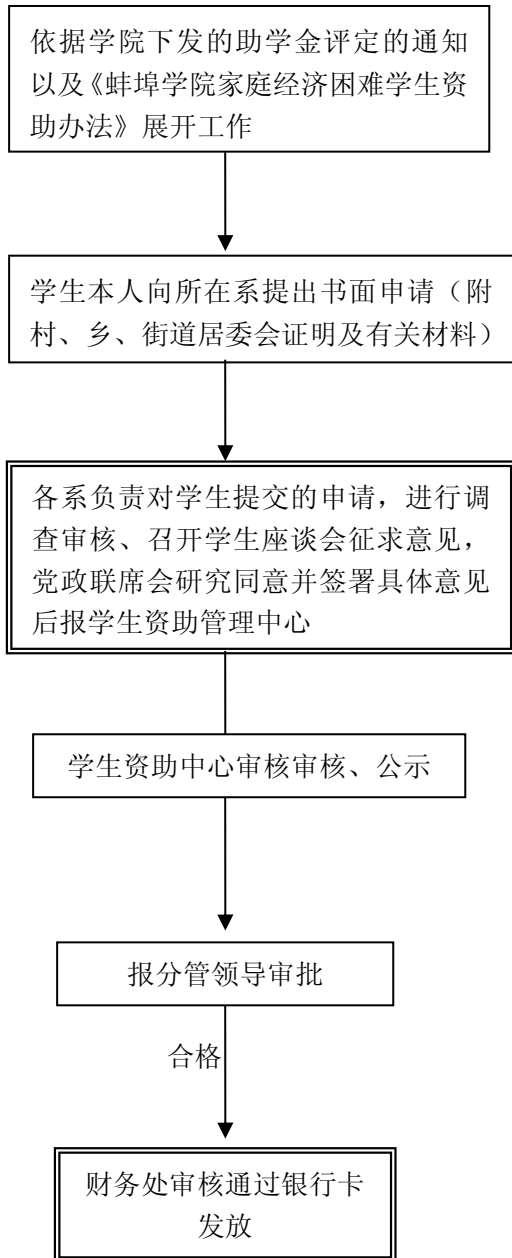 依据学院下发的助学金评定的通知
以及《蚌埠学院家庭经济困难学生资
助办法》展开工作
学生本人向所在系提出书面申请（附
村、乡、街道居委会证明及有关材料）
各系负责对学生提交的申请，进行调
查审核、召开学生座谈会征求意见，
党政联席会研究同意并签署具体意见
后报学生资助管理中心
学生资助中心审核审核、公示
报分管领导审批
合格
财务处审核通过银行卡
发放